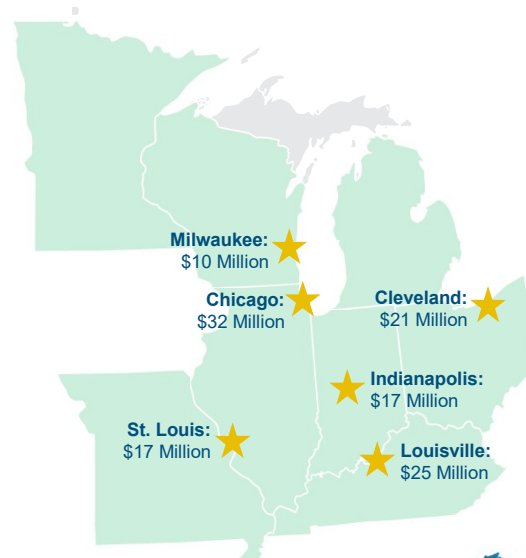 Milwaukee:
$10 Million
Chicago:
$32 Million
Cleveland:
$21 Million
Indianapolis:
$17 Million
St. Louis:
$17 Million
Louisville:
$25 Million